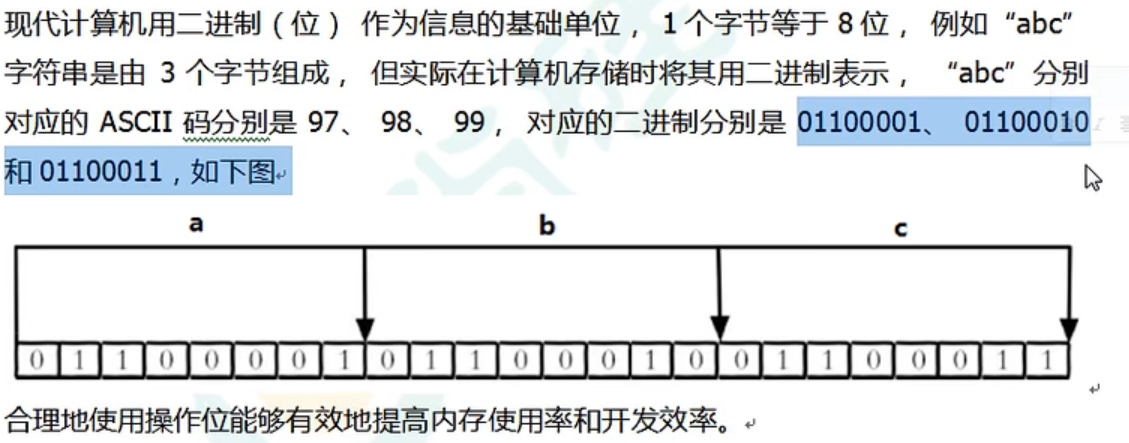 现代计算机用二进制（位） 作为信息的基础单位， 1 个字节等于 8 位， 例如“abc”
字符串是由 3 个字节组成， 但实际在计算机存储时将其用二进制表示， “abc”分别
对应的 ASCII 码分别是 97、 98、 99， 对应的二进制分别是 01100001、 01100010
和 01100011，如下图
a b c
0 1 1 0 0 0 0 1 0 1 1 0 0 0 1 0 0 1 1 0 0 0 1 1
合理地使用操作位能够有效地提高内存使用率和开发效率。